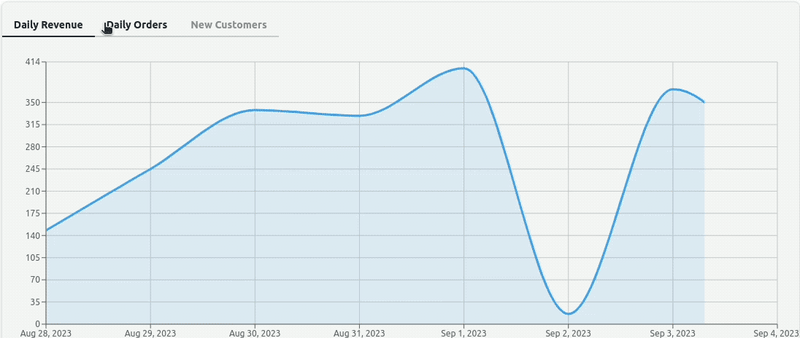 Daily Revenue
Daily Orders
New Customers
414
350
315
280
245
210
175
140
105
70
35
0
Aug 28, 2023
Aug 29, 2023
Aug 30, 2023
Aug 31, 2023
Sep 1, 2023
Sep 2, 2023
Sep 3, 2023
Sep 4, 2023